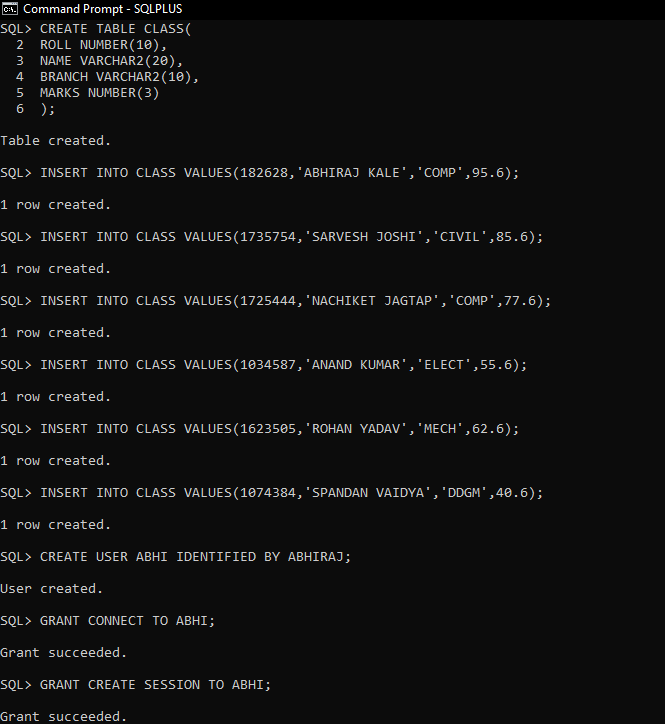 Command Prompt - SQLPLUS
SQL> CREATE TABLE CLASS(
2 ROLL NUMBER(10),
3 NAME VARCHAR2(20),
4 BRANCH VARCHAR2(10),
5 MARKS NUMBER(3)
6 );
Table created.
SQL> INSERT INTO CLASS VALUES(182628,'ABHIRAJ KALE','COMP',95.6);
1 row created.
SQL> INSERT INTO CLASS VALUES(1735754,'SARVESH JOSHI','CIVIL',85.6);
1 row created.
SQL> INSERT INTO CLASS VALUES(1725444,'NACHIKET JAGTAP','COMP',77.6);
1 row created.
SQL> INSERT INTO CLASS VALUES(1034587,'ANAND KUMAR','ELECT',55.6);
1 row created.
SQL> INSERT INTO CLASS VALUES(1623505,'ROHAN YADAV','MECH',62.6);
1 row created.
SQL> INSERT INTO CLASS VALUES(1074384,'SPANDAN VAIDYA','DDGM',40.6);
1 row created.
SQL> CREATE USER ABHI IDENTIFIED BY ABHIRAJ;
User created.
SQL> GRANT CONNECT TO ABHI;
Grant succeeded.
SQL> GRANT CREATE SESSION TO ABHI;
Grant succeeded.